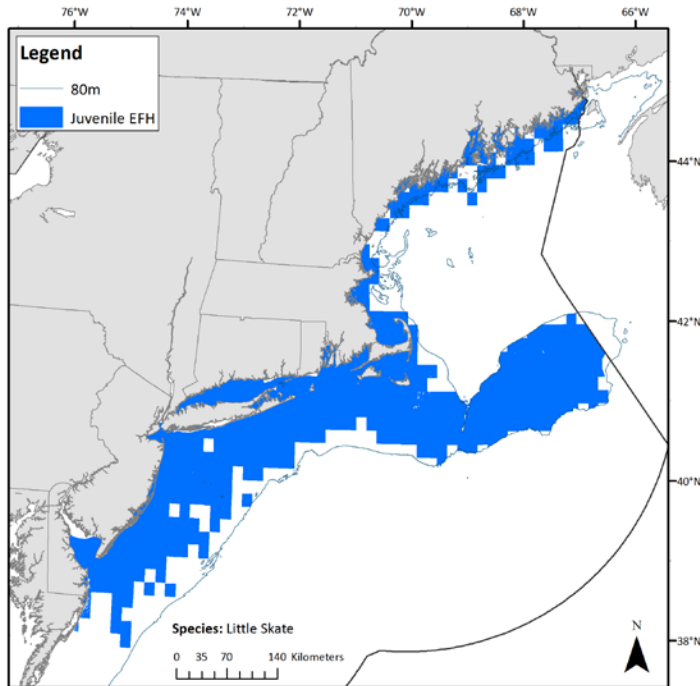 76°W 74°W 72°W 70°W 68°W 66°W
Legend
80m
Juvenile EFH
44°N
42°N
40°N
38°N
Species: Little Skate
0 35 70 140 Kilometers
N